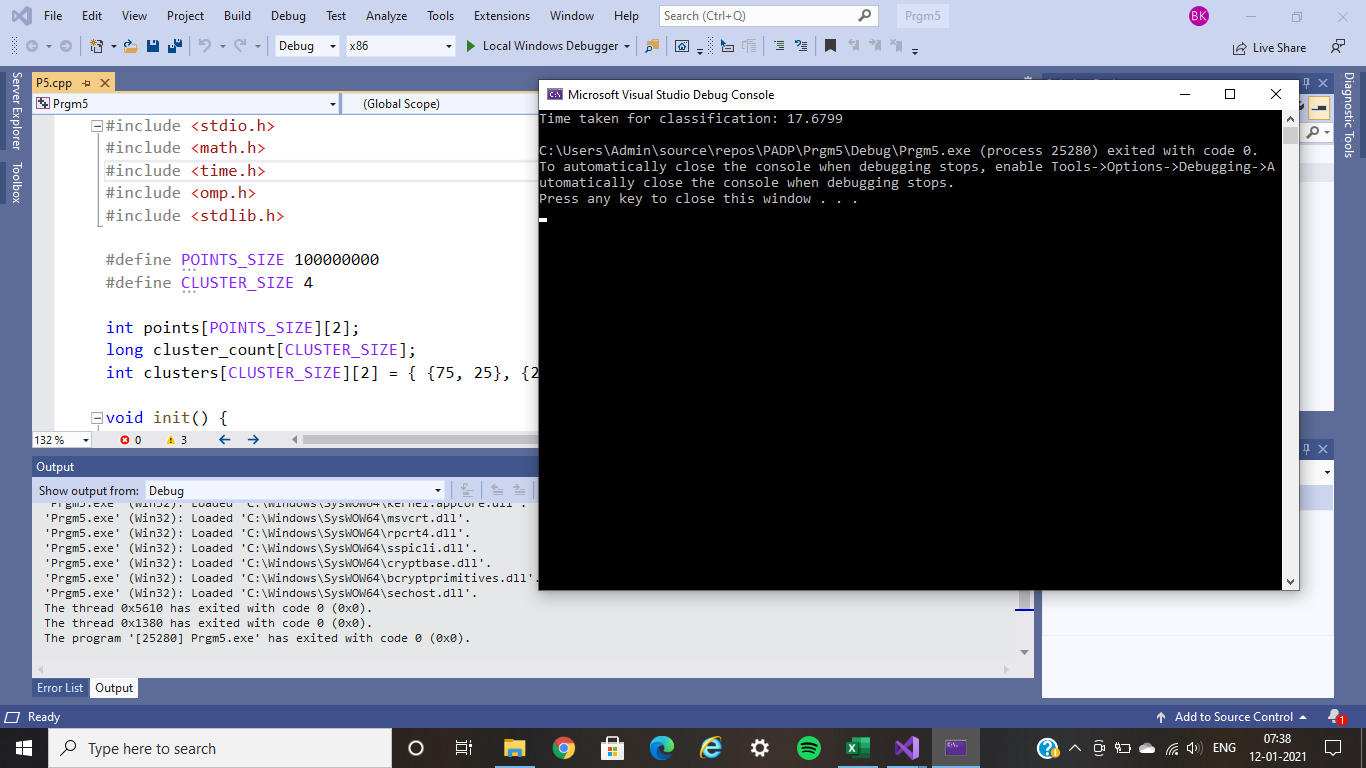 File Edit View Project Build Debug Test Analyze Tools Extensions Window Help Search (Ctrl+Q) Prgm5 BK
Debug x86 Local Windows Debugger Live Share
Server Explorer
Toolbox
Diagnostic Tools
P5.cpp
Prgm5 (Global Scope)
#include <stdio.h>
#include <math.h>
#include <time.h>
#include <omp.h>
#include <stdlib.h>
#define POINTS_SIZE 100000000
#define CLUSTER_SIZE 4
int points[POINTS_SIZE][2];
long cluster_count[CLUSTER_SIZE];
int clusters[CLUSTER_SIZE][2] = { {75, 25}, {2
void init() {
132 % 0 3
Microsoft Visual Studio Debug Console
Time taken for classification: 17.6799
C:\Users\Admin\source\repos\PADP\Prgm5\Debug\Prgm5.exe (process 25280) exited with code 0.
To automatically close the console when debugging stops, enable Tools->Options->Debugging->A
utomatically close the console when debugging stops.
Press any key to close this window . . .
Output
Show output from: Debug
'Prgm5.exe' (Win32): Loaded 'C:\Windows\SysWOW64\kernel.appcore.dll'.
'Prgm5.exe' (Win32): Loaded 'C:\Windows\SysWOW64\msvcrt.dll'.
'Prgm5.exe' (Win32): Loaded 'C:\Windows\SysWOW64\rpcrt4.dll'.
'Prgm5.exe' (Win32): Loaded 'C:\Windows\SysWOW64\sspicli.dll'.
'Prgm5.exe' (Win32): Loaded 'C:\Windows\SysWOW64\cryptbase.dll'.
'Prgm5.exe' (Win32): Loaded 'C:\Windows\SysWOW64\bcryptprimitives.dll'.
'Prgm5.exe' (Win32): Loaded 'C:\Windows\SysWOW64\sechost.dll'.
The thread 0x5610 has exited with code 0 (0x0).
The thread 0x1380 has exited with code 0 (0x0).
The program '[25280] Prgm5.exe' has exited with code 0 (0x0).
Error List Output
Ready Add to Source Control 1
Type here to search ENG 07:38
12-01-2021